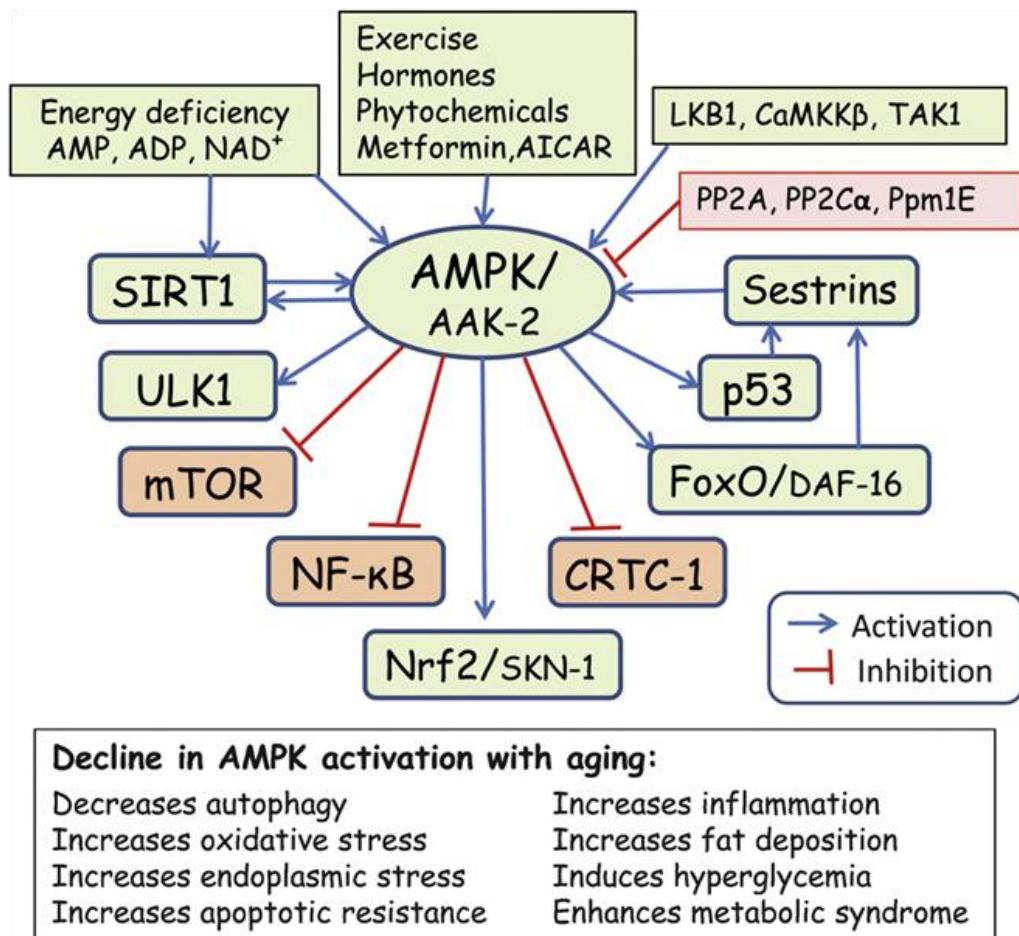 Exercise
Hormones
Phytochemicals
Metformin,AICAR
Energy deficiency
AMP, ADP, NAD⁺
LKB1, CaMKKβ, TAK1
PP2A, PP2Cα, Ppm1E
SIRT1
AMPK/
AAK-2
Sestrins
ULK1
p53
mTOR
FoxO/DAF-16
NF-κB
CRTC-1
Nrf2/SKN-1
Activation
Inhibition
Decline in AMPK activation with aging:
Decreases autophagy
Increases oxidative stress
Increases endoplasmic stress
Increases apoptotic resistance
Increases inflammation
Increases fat deposition
Induces hyperglycemia
Enhances metabolic syndrome